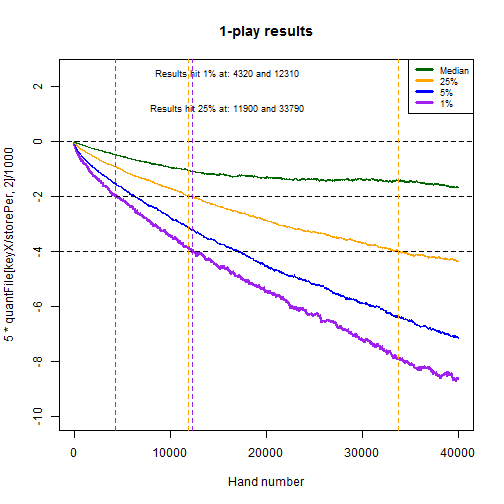 1-play results
Results hit 1% at: 4320 and 12310
Results hit 25% at: 11900 and 33790
Median
25%
5%
1%
5 * quantFile[keyX/storePer, 2]/1000
2
0
-2
-4
-6
-8
-10
0
10000
20000
30000
40000
Hand number